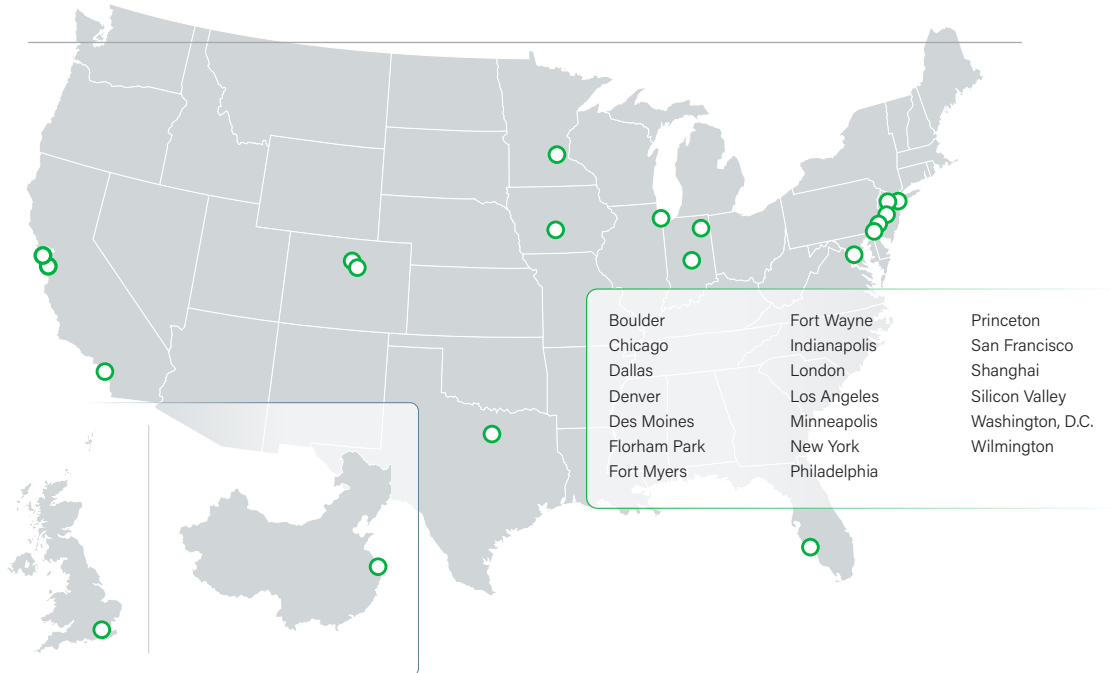 Boulder
Chicago
Dallas
Denver
Des Moines
Florham Park
Fort Myers
Fort Wayne
Indianapolis
London
Los Angeles
Minneapolis
New York
Philadelphia
Princeton
San Francisco
Shanghai
Silicon Valley
Washington, D.C.
Wilmington